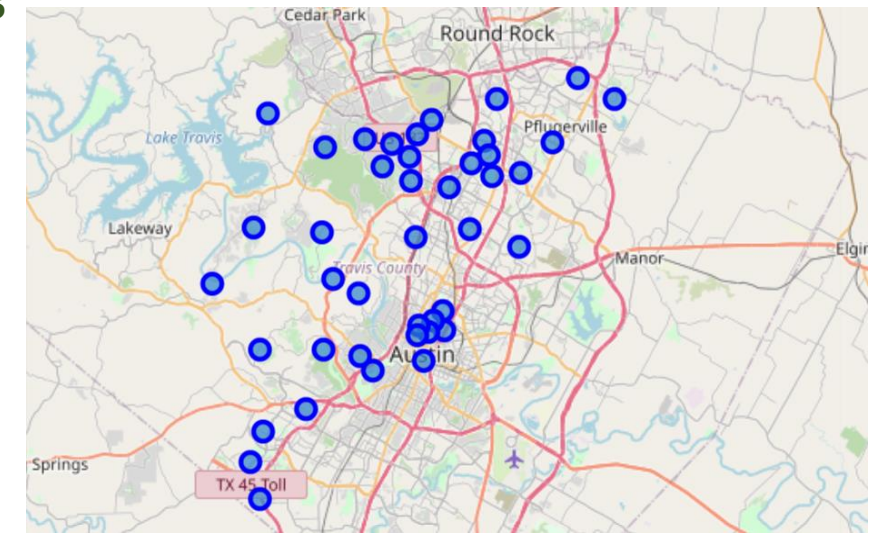 Cedar Park
Round Rock
Lake Travis
Pflugerville
Lakeway
Manor
Elgin
Travis County
Austin
Springs
TX 45 Toll